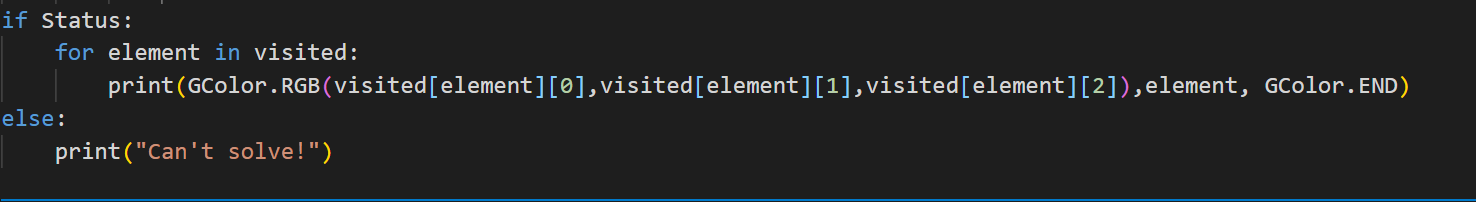 if Status:
    for element in visited:
        print(GColor.RGB(visited[element][0],visited[element][1],visited[element][2]),element, GColor.END)
else:
    print("Can't solve!")